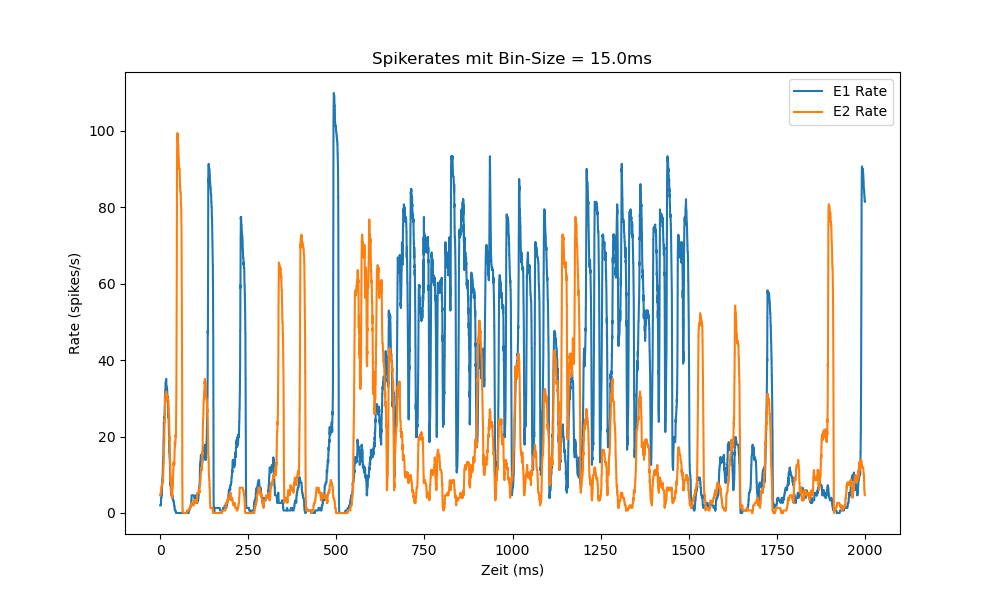 Spikerates mit Bin-Size = 15.0ms
E1 Rate
E2 Rate
100
80
60
40
20
0
Rate (spikes/s)
0 250 500 750 1000 1250 1500 1750 2000
Zeit (ms)